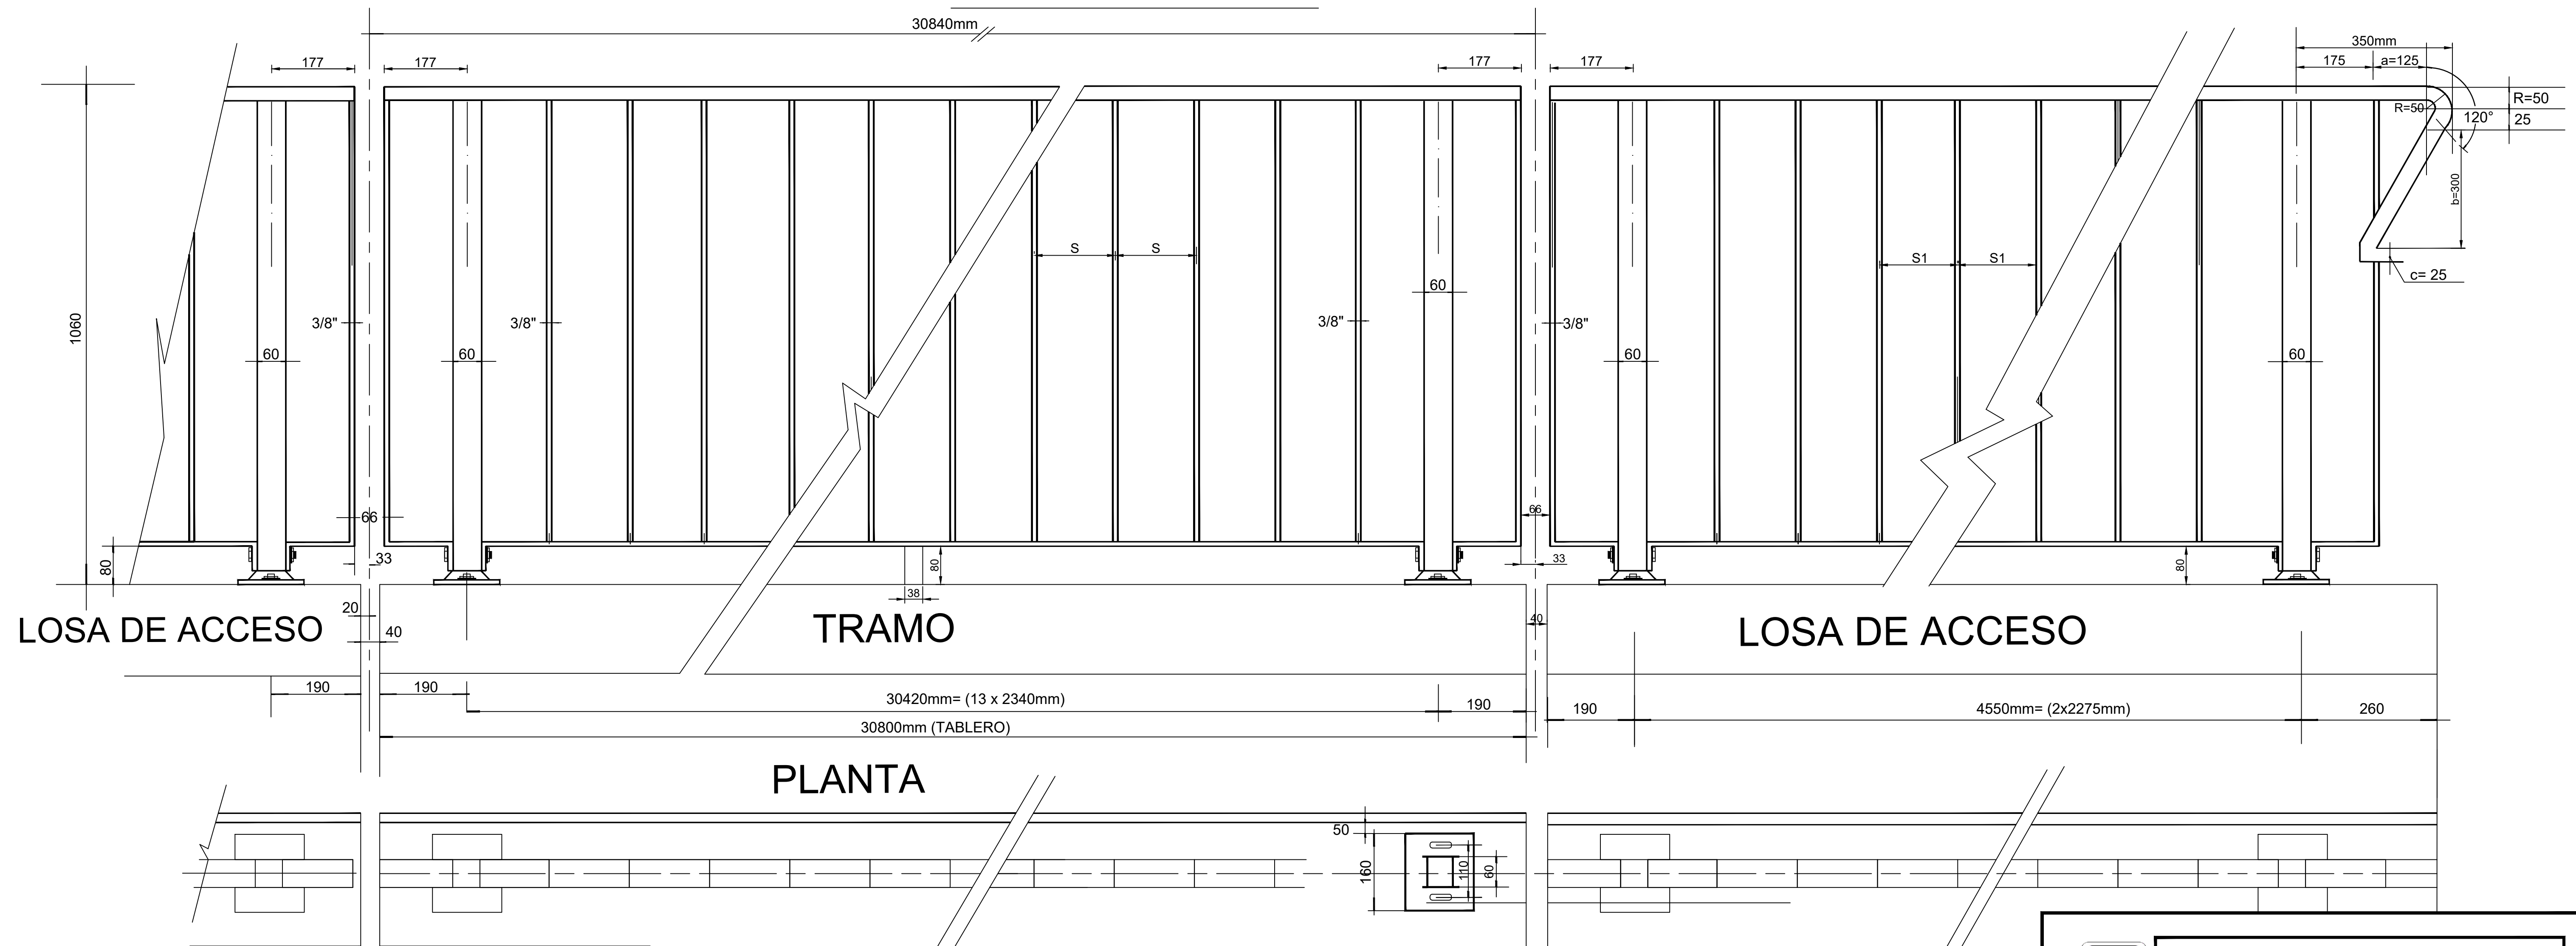 30840mm
177
177
177
177
350mm
175
a=125
R=50
R=50
25
120°
b=300
c= 25
S
S
S1
S1
1060
3/8"
3/8"
3/8"
3/8"
60
60
60
60
60
66
66
33
33
80
80
80
38
20
40
40
LOSA DE ACCESO
TRAMO
LOSA DE ACCESO
190
190
30420mm= (13 x 2340mm)
190
190
4550mm= (2x2275mm)
260
30800mm (TABLERO)
PLANTA
50
160
110
60